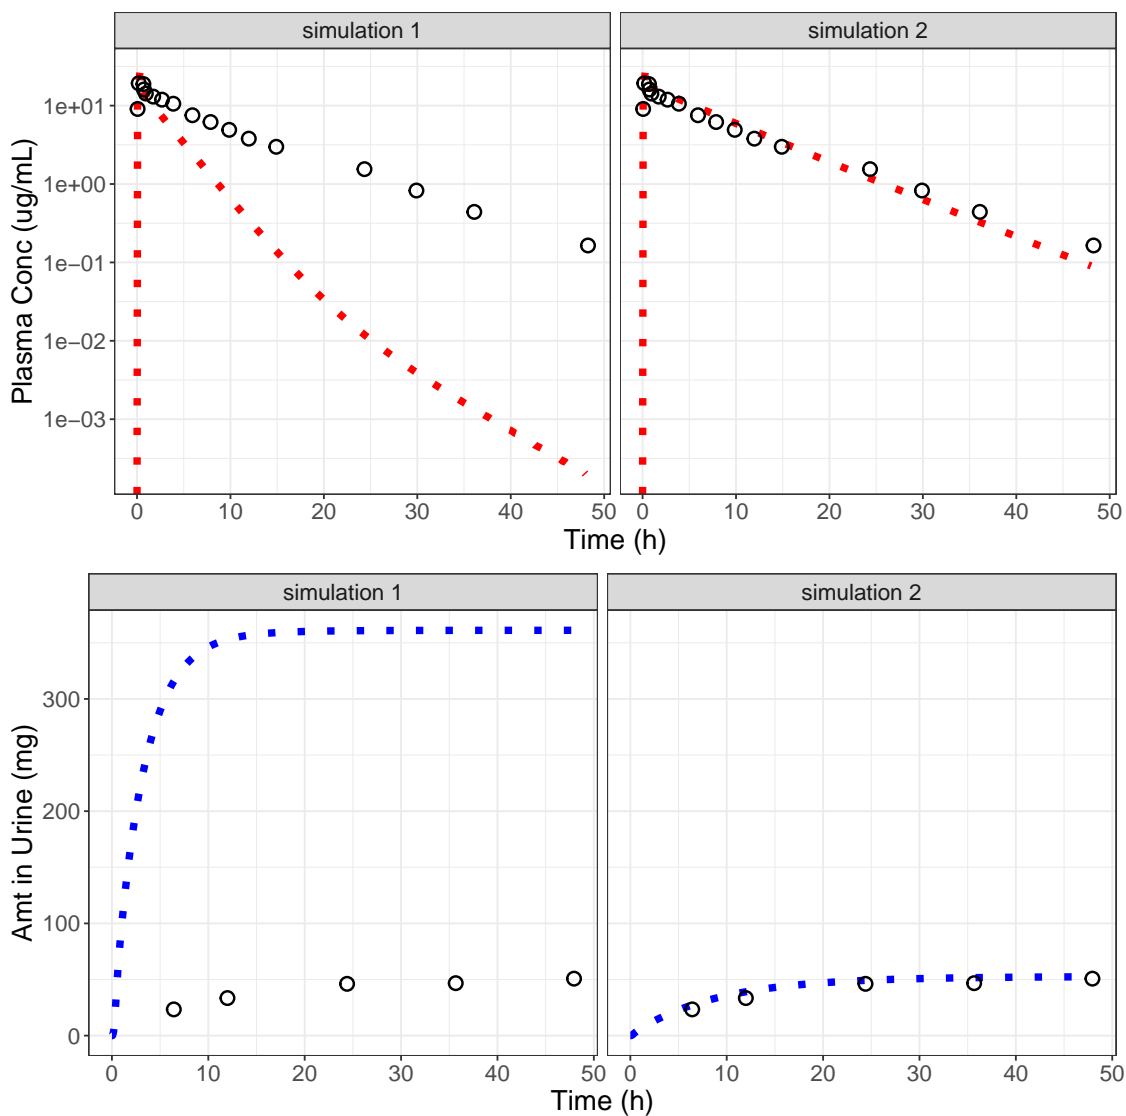 simulation 1
simulation 2
Plasma Conc (ug/mL)
1e+01
1e+00
1e−01
1e−02
1e−03
0 10 20 30 40 50
0 10 20 30 40 50
Time (h)
simulation 1
simulation 2
Amt in Urine (mg)
300
200
100
0
0 10 20 30 40 50
0 10 20 30 40 50
Time (h)